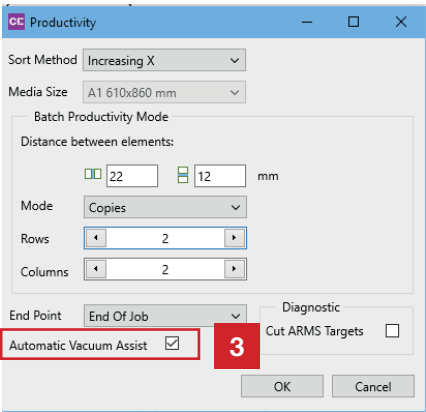 CC Productivity
Sort Method Increasing X
Media Size A1 610x860 mm
Batch Productivity Mode
Distance between elements:
22 12 mm
Mode Copies
Rows 2
Columns 2
End Point End Of Job
Diagnostic
Automatic Vacuum Assist
3
Cut ARMS Targets
OK Cancel